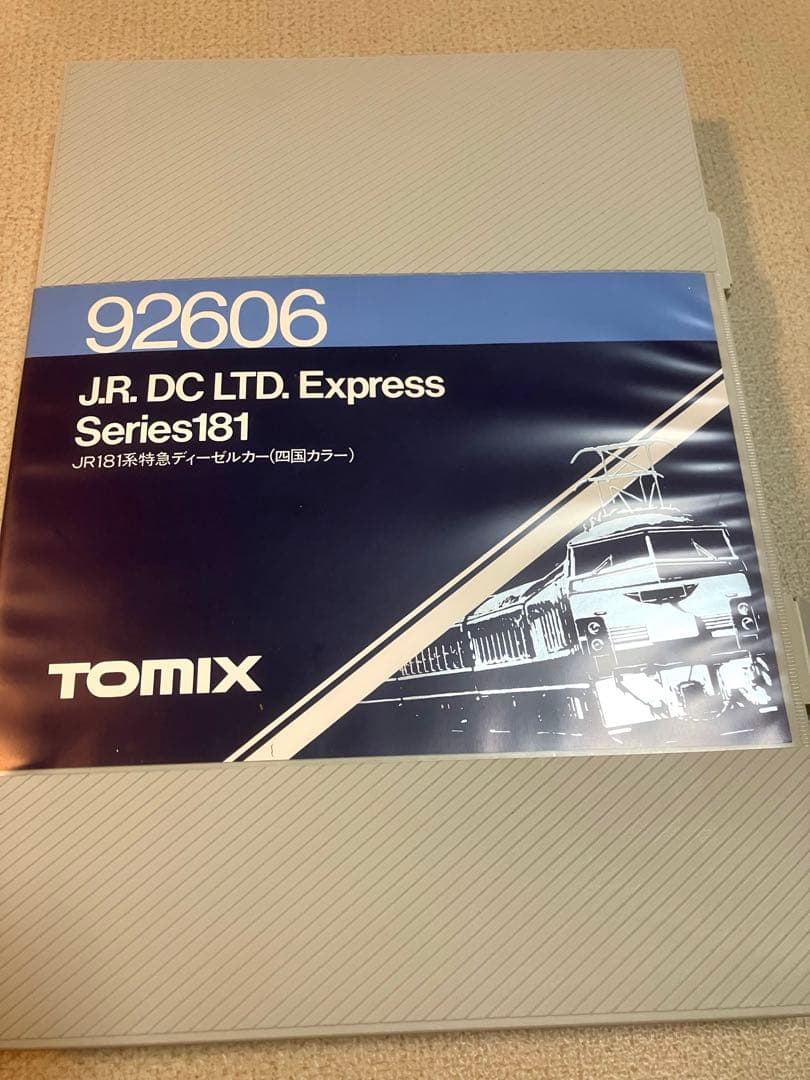 92606
J.R. DC LTD. Express
Series181
JR181系特急ディーゼルカー(四国カラー)
TOMIX